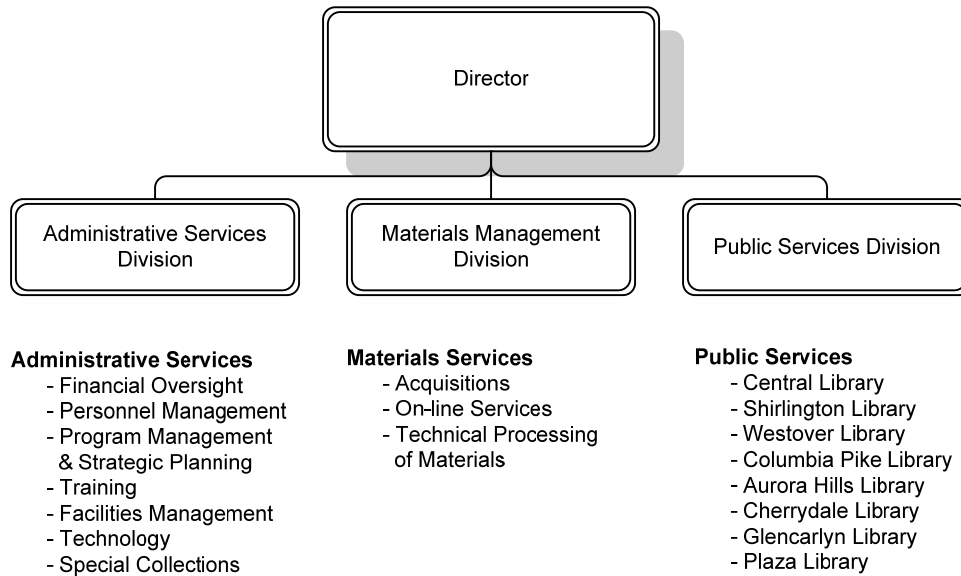 Director
Administrative Services
Division
Materials Management
Division
Public Services Division
Administrative Services
- Financial Oversight
- Personnel Management
- Program Management
& Strategic Planning
- Training
- Facilities Management
- Technology
- Special Collections
Materials Services
- Acquisitions
- On-line Services
- Technical Processing
of Materials
Public Services
- Central Library
- Shirlington Library
- Westover Library
- Columbia Pike Library
- Aurora Hills Library
- Cherrydale Library
- Glencarlyn Library
- Plaza Library